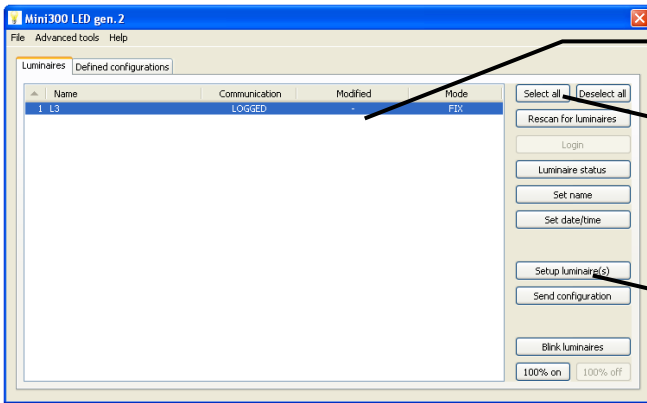 Mini300 LED gen.2
File Advanced tools Help
Luminaires Defined configurations
Name Communication Modified Mode
1 L3 LOGGED - FIX
Select all Deselect all
Rescan for luminaires
Login
Luminaire status
Set name
Set date/time
Setup luminaire(s)
Send configuration
Blink luminaires
100% on 100% off